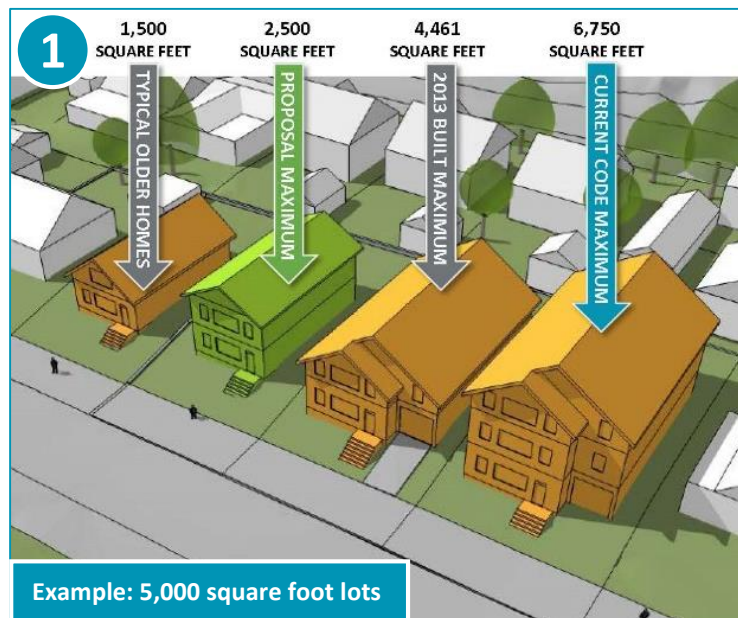 1
1,500
SQUARE FEET
2,500
SQUARE FEET
4,461
SQUARE FEET
6,750
SQUARE FEET
TYPICAL OLDER HOMES
PROPOSAL MAXIMUM
2013 BUILT MAXIMUM
CURRENT CODE MAXIMUM
Example: 5,000 square foot lots